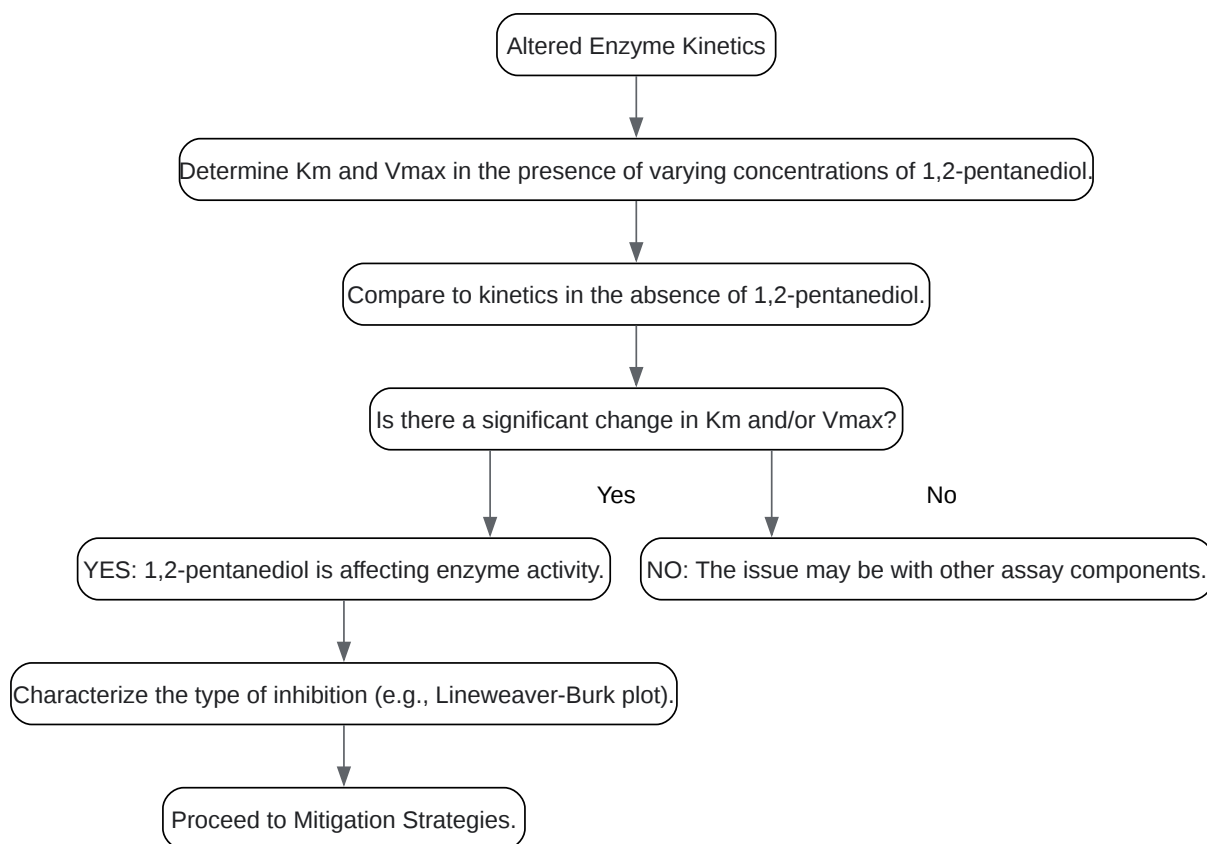 Altered Enzyme Kinetics
Determine Km and Vmax in the presence of varying concentrations of 1,2-pentanediol.
Compare to kinetics in the absence of 1,2-pentanediol.
Is there a significant change in Km and/or Vmax?
Yes
No
YES: 1,2-pentanediol is affecting enzyme activity.
NO: The issue may be with other assay components.
Characterize the type of inhibition (e.g., Lineweaver-Burk plot).
Proceed to Mitigation Strategies.